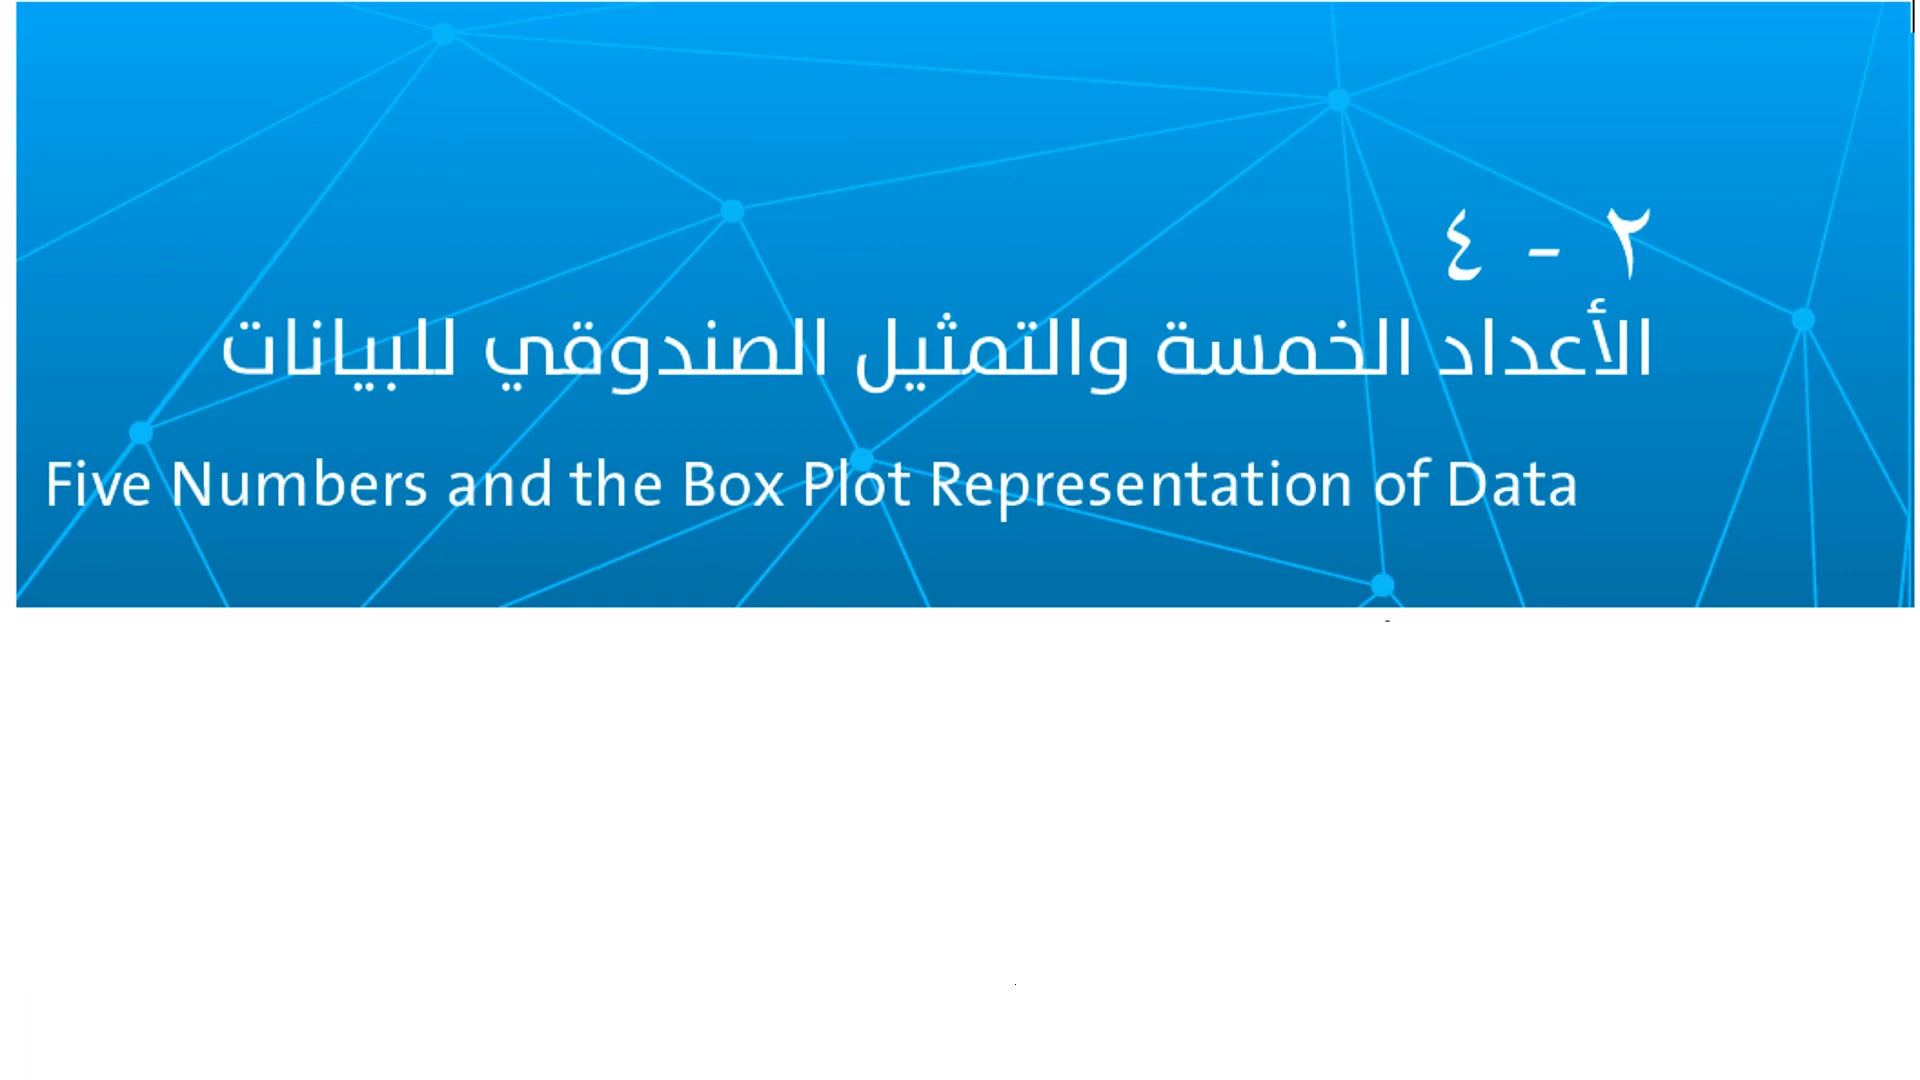 ٢ - ٤
الأعداد الخمسة والتمثيل الصندوقي للبيانات
Five Numbers and the Box Plot Representation of Data